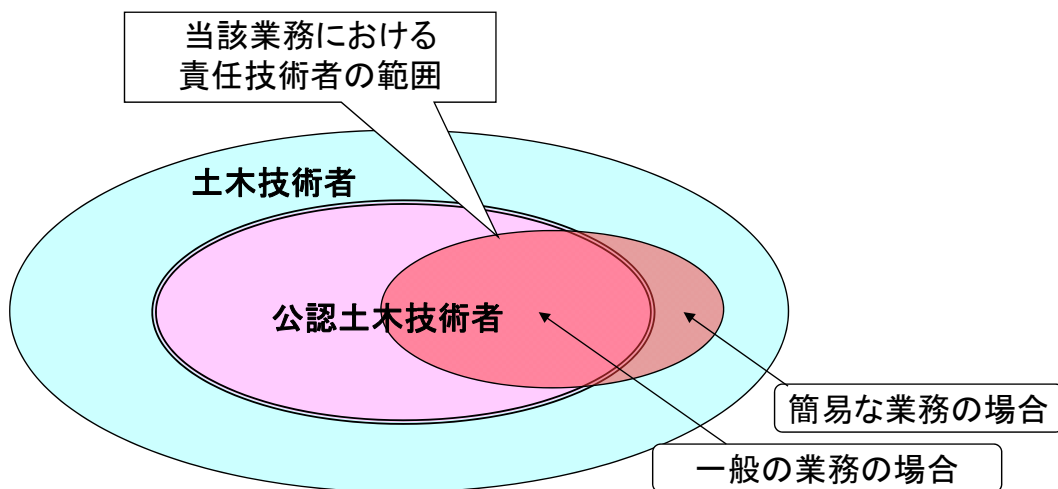 当該業務における
責任技術者の範囲
土木技術者
公認土木技術者
簡易な業務の場合
一般の業務の場合